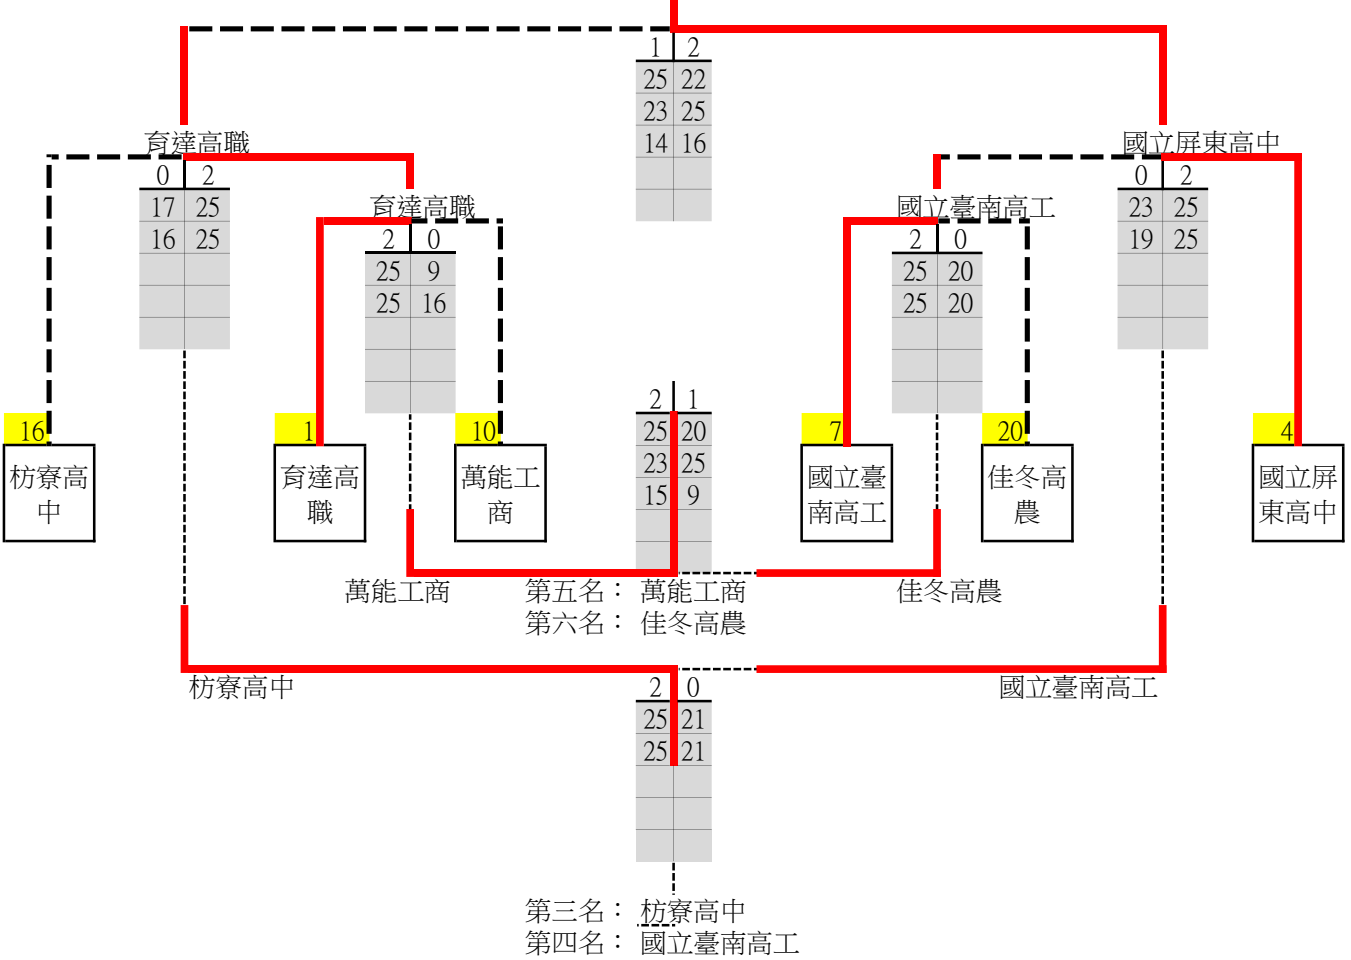 1 2
25 22
23 25
14 16
育達高職
國立屏東高中
0 2
17 25
16 25
0 2
23 25
19 25
育達高職
國立臺南高工
2 0
25 9
25 16
2 0
25 20
25 20
2 1
25 20
23 25
15 9
16
1
10
7
20
4
枋寮高
中
育達高
職
萬能工
商
國立臺
南高工
佳冬高
農
國立屏
東高中
萬能工商
第五名： 萬能工商
佳冬高農
第六名： 佳冬高農
枋寮高中
國立臺南高工
2 0
25 21
25 21
第三名： 枋寮高中
第四名： 國立臺南高工